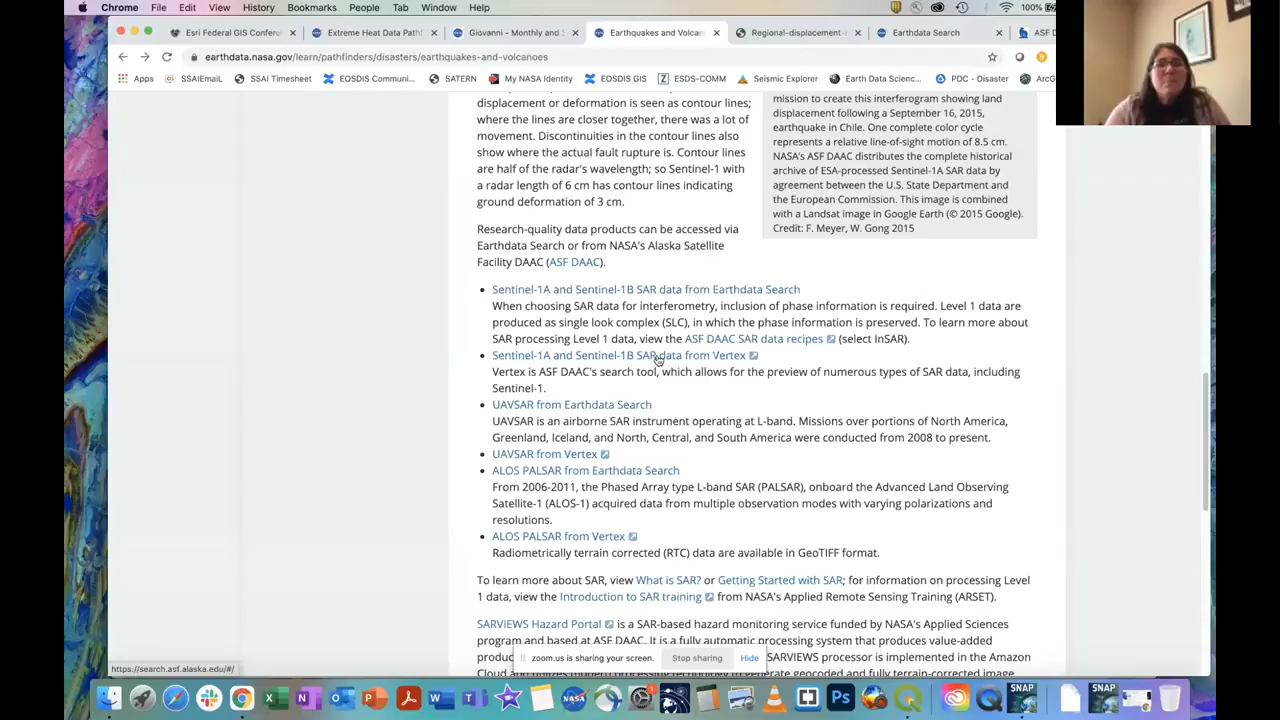 Chrome File Edit View History Bookmarks People Tab Window Help 100%
Esri Federal GIS Confere Extreme Heat Data Path! Giovanni - Monthly and S Earthquakes and Volcano Regional-displacement- Earthdata Search ASF D
earthdata.nasa.gov/learn/pathfinders/disasters/earthquakes-and-volcanoes
Apps SSAIEmaiL SSAI Timesheet EOSDIS Communi... SATERN My NASA Identity EOSDIS GIS ESDS-COMM Seismic Explorer Earth Data Scienc... PDC - Disaster ArcG
displacement or deformation is seen as contour lines;
where the lines are closer together, there was a lot of
movement. Discontinuities in the contour lines also
show where the actual fault rupture is. Contour lines
are half of the radar's wavelength; so Sentinel-1 with
a radar length of 6 cm has contour lines indicating
ground deformation of 3 cm.
mission to create this interferogram showing land
displacement following a September 16, 2015,
earthquake in Chile. One complete color cycle
represents a relative line-of-sight motion of 8.5 cm.
NASA's ASF DAAC distributes the complete historical
archive of ESA-processed Sentinel-1A SAR data by
agreement between the U.S. State Department and
the European Commission. This image is combined
with a Landsat image in Google Earth (© 2015 Google).
Credit: F. Meyer, W. Gong 2015
Research-quality data products can be accessed via
Earthdata Search or from NASA's Alaska Satellite
Facility DAAC (ASF DAAC).
• Sentinel-1A and Sentinel-1B SAR data from Earthdata Search
When choosing SAR data for interferometry, inclusion of phase information is required. Level 1 data are
produced as single look complex (SLC), in which the phase information is preserved. To learn more about
SAR processing Level 1 data, view the ASF DAAC SAR data recipes (select InSAR).
• Sentinel-1A and Sentinel-1B SAR data from Vertex
Vertex is ASF DAAC's search tool, which allows for the preview of numerous types of SAR data, including
Sentinel-1.
• UAVSAR from Earthdata Search
UAVSAR is an airborne SAR instrument operating at L-band. Missions over portions of North America,
Greenland, Iceland, and North, Central, and South America were conducted from 2008 to present.
• UAVSAR from Vertex
• ALOS PALSAR from Earthdata Search
From 2006-2011, the Phased Array type L-band SAR (PALSAR), onboard the Advanced Land Observing
Satellite-1 (ALOS-1) acquired data from multiple observation modes with varying polarizations and
resolutions.
• ALOS PALSAR from Vertex
Radiometrically terrain corrected (RTC) data are available in GeoTIFF format.
To learn more about SAR, view What is SAR? or Getting Started with SAR; for information on processing Level
1 data, view the Introduction to SAR training from NASA's Applied Remote Sensing Training (ARSET).
SARVIEWS Hazard Portal is a SAR-based hazard monitoring service funded by NASA's Applied Sciences
program and based at ASF DAAC. It is a fully automatic processing system that produces value-added
SARVIEWS processor is implemented in the Amazon
zoom.us is sharing your screen. Stop sharing Hide
https://search.asf.alaska.edu/#/